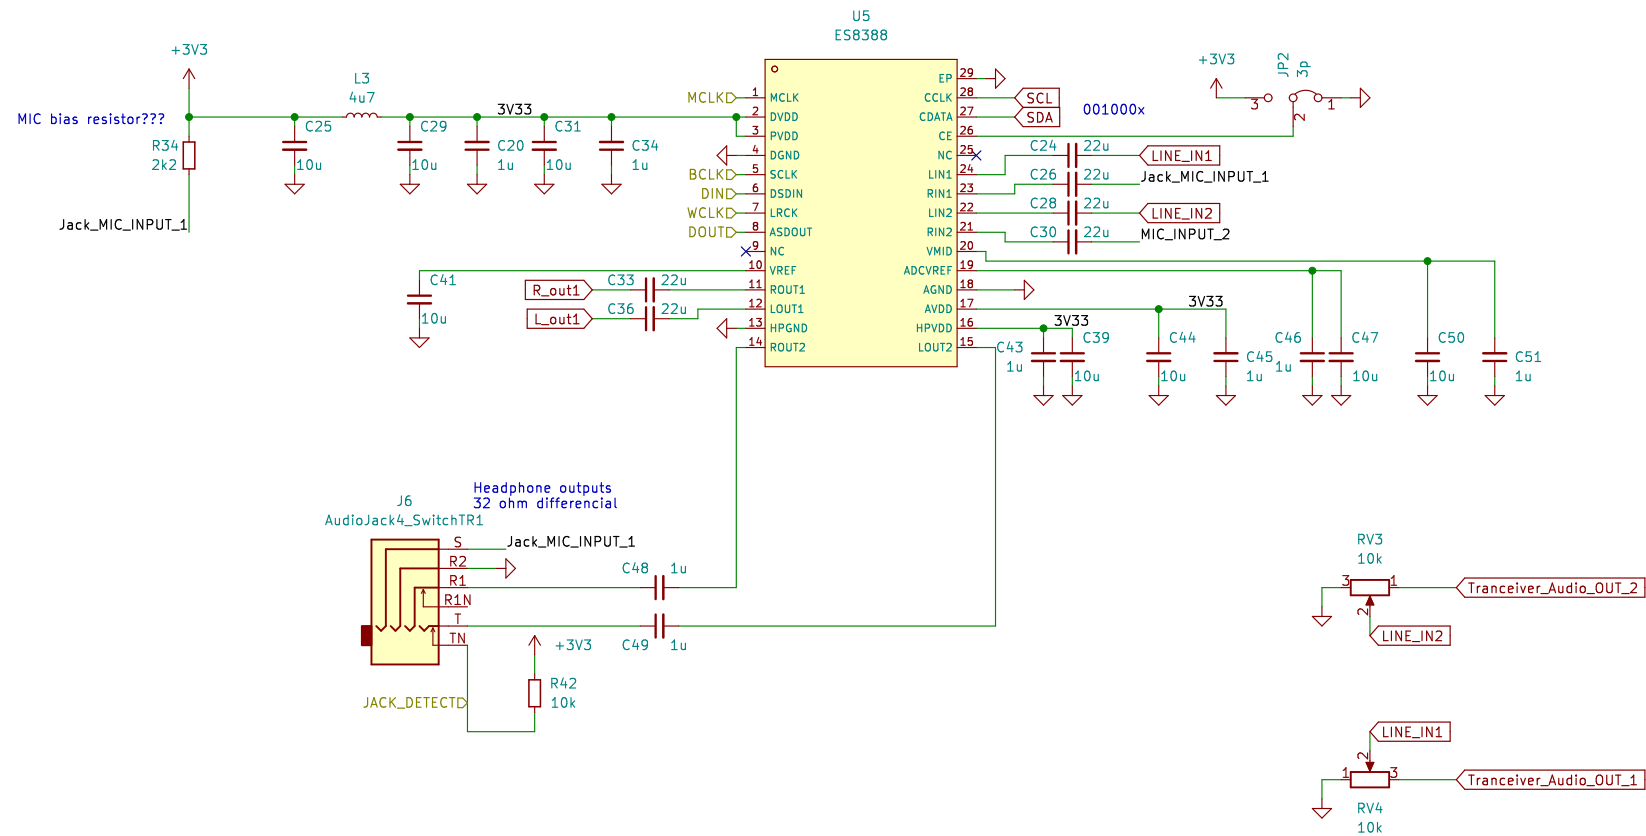 U5
ES8388
+3V3
MIC bias resistor???
R34
2k2
Jack_MIC_INPUT_1
C25
10u
L3
4u7
C29
10u
3V33
C20
1u
C31
10u
C34
1u
MCLK
BCLK
DIN
WCLK
DOUT
1 MCLK
2 DVDD
3 PVDD
4 DGND
5 SCLK
6 DSDIN
7 LRCK
8 ASDOUT
9 NC
10 VREF
11 ROUT1
12 LOUT1
13 HPGND
14 ROUT2
EP 29
CCLK 28
CDATA 27
CE 26
NC 25
LIN1 24
RIN1 23
LIN2 22
RIN2 21
VMID 20
ADCVREF 19
AGND 18
AVDD 17
HPVDD 16
LOUT2 15
SCL
SDA
001000x
+3V3
JP2
3p
3
2
1
C24 22u
LINE_IN1
C26 22u
Jack_MIC_INPUT_1
C28 22u
LINE_IN2
C30 22u
MIC_INPUT_2
C41
10u
R_out1
C33 22u
L_out1
C36 22u
3V33
3V33
C43
1u
C39
10u
C44
10u
C45
1u
C46
1u
C47
10u
C50
10u
C51
1u
Headphone outputs
32 ohm differencial
J6
AudioJack4_SwitchTR1
S
R2
R1
R1N
T
TN
Jack_MIC_INPUT_1
C48 1u
C49 1u
+3V3
R42
10k
JACK_DETECT
RV3
10k
3
1
2
Tranceiver_Audio_OUT_2
LINE_IN2
LINE_IN1
2
1
3
Tranceiver_Audio_OUT_1
RV4
10k